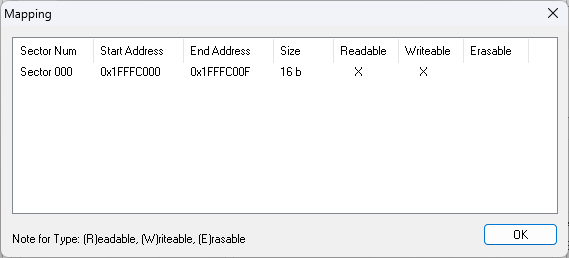 Mapping
Sector Num Start Address End Address Size Readable Writeable Erasable
Sector 000 0x1FFFC000 0x1FFFC00F 16 b X X
Note for Type: (R)eadable, (W)riteable, (E)rasable
OK